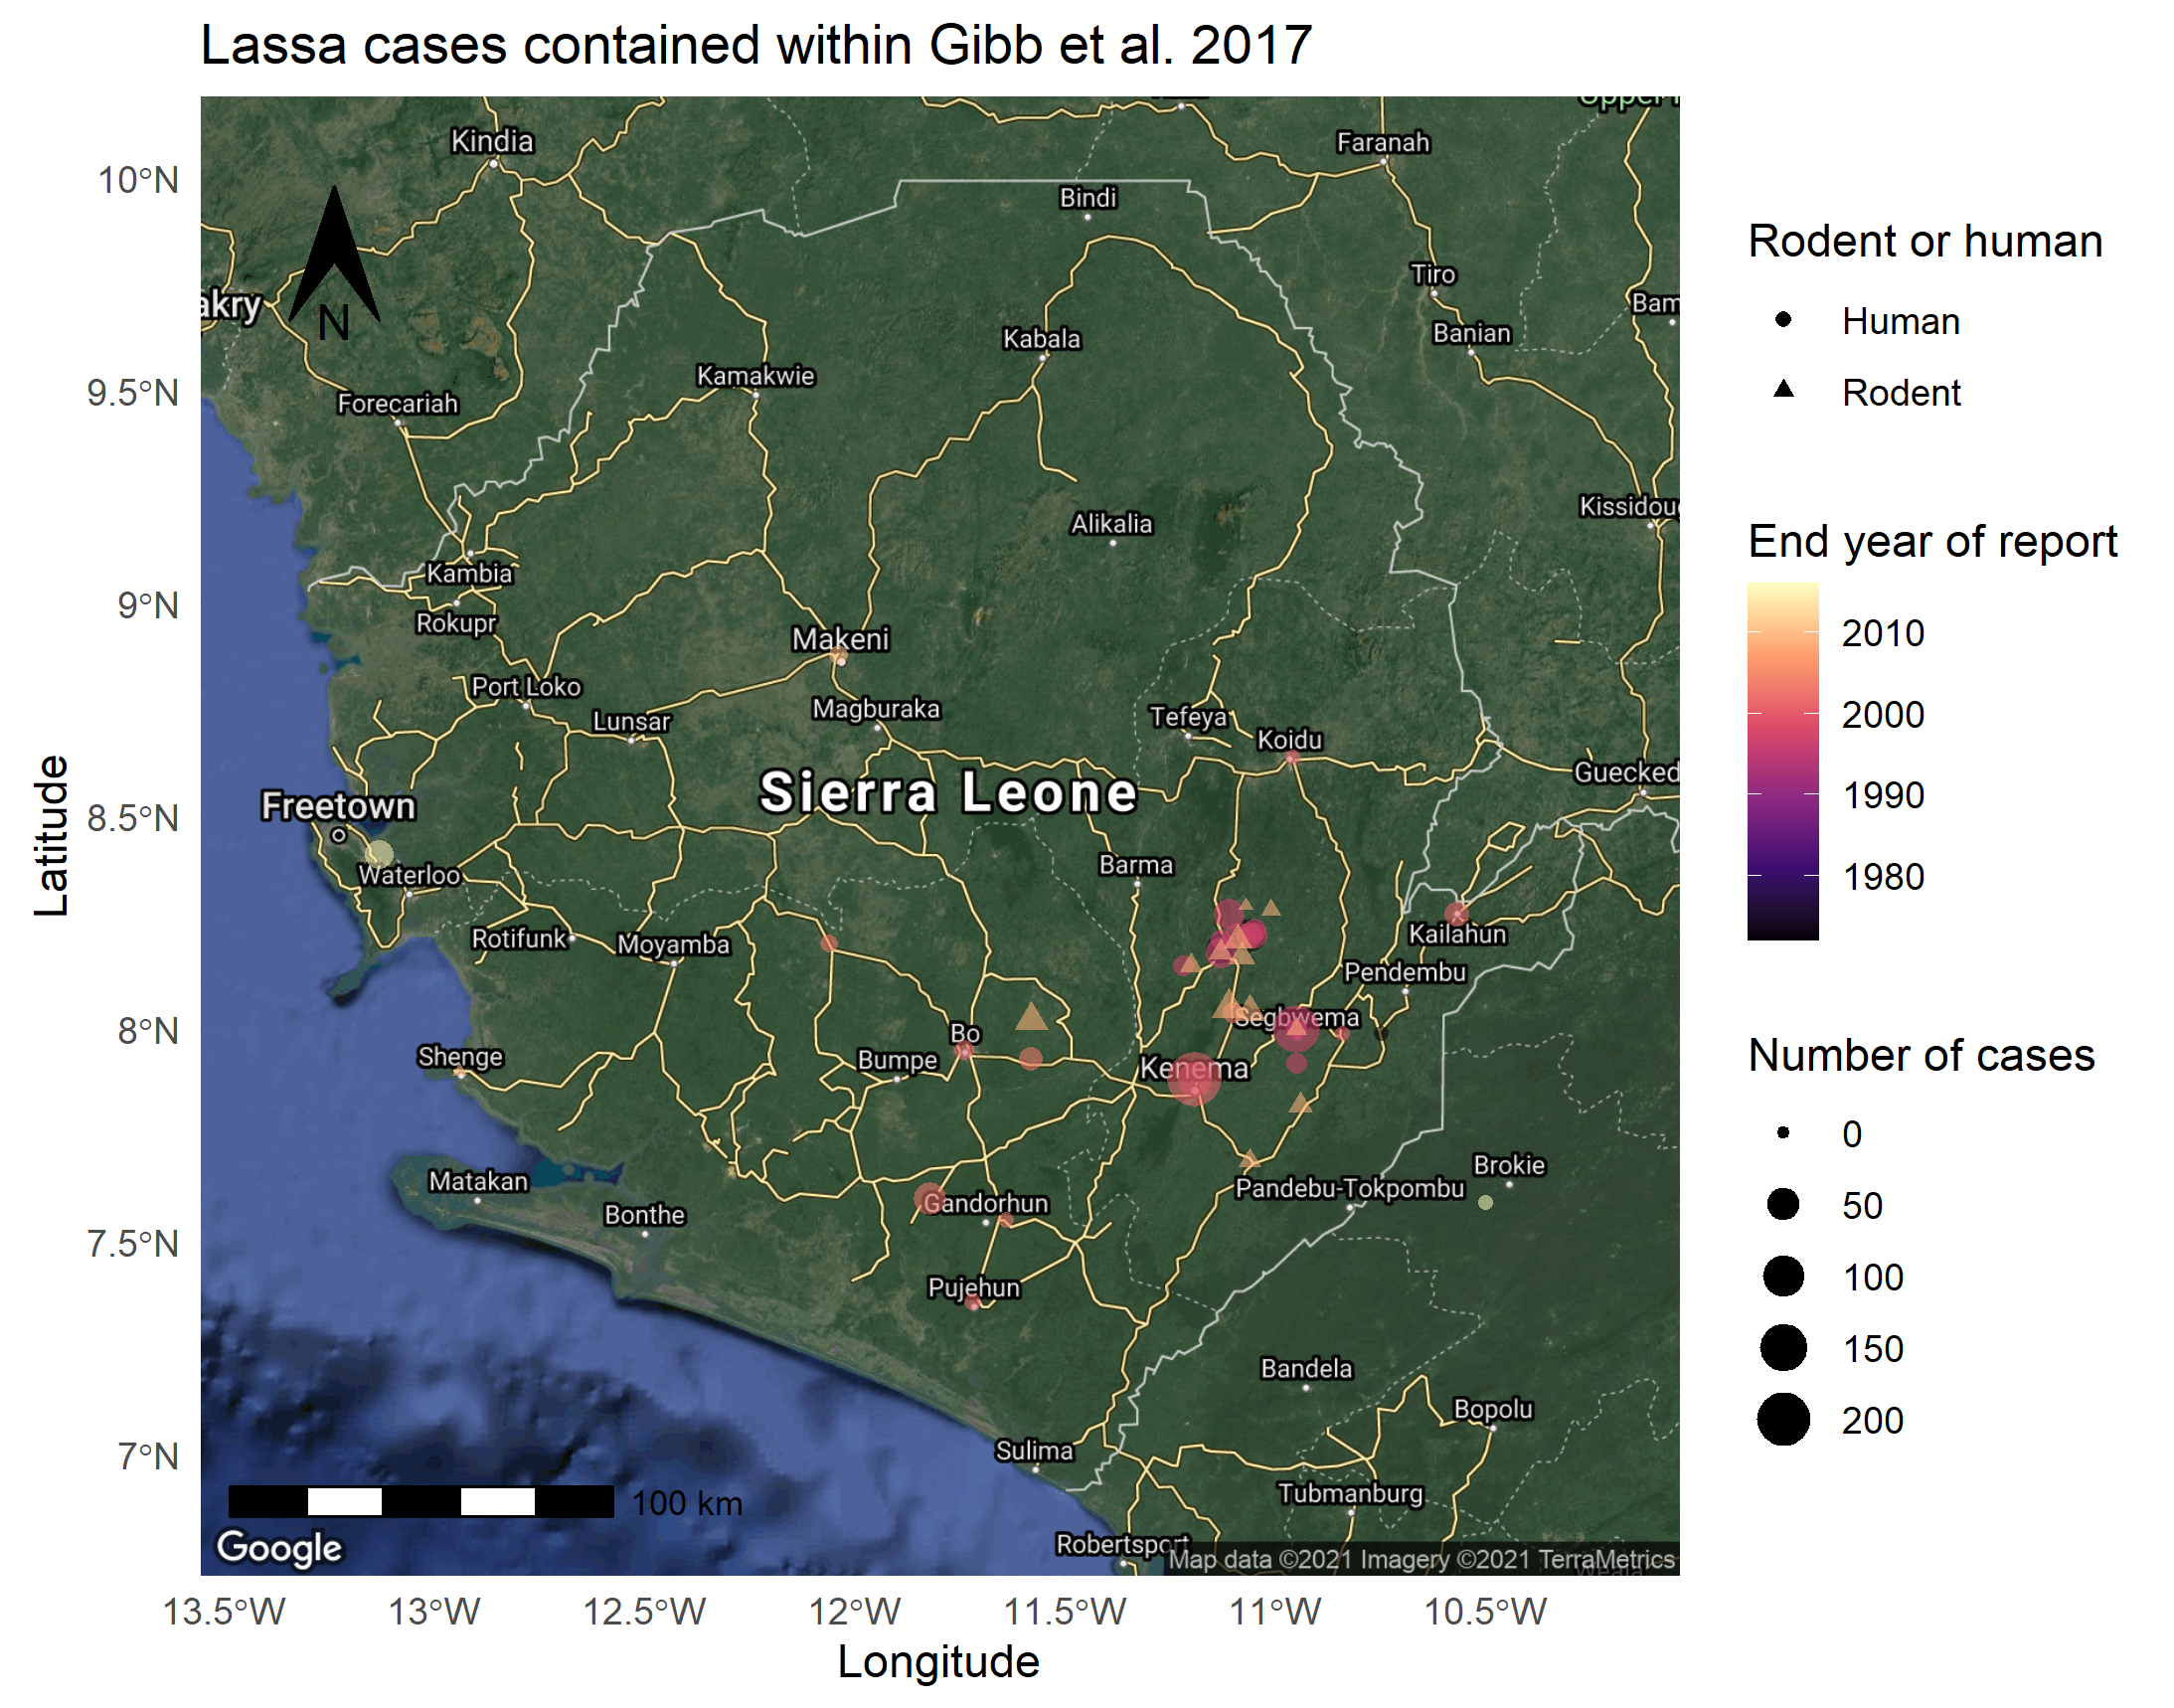 Lassa cases contained within Gibb et al. 2017
Kindia
Faranah
10°N
Bindi
Tiro
akry
N
Bam
Banian
Kabala
Kamakwie
9.5°N
Forecariah
Kissidoug
Alikalia
Kambia
9°N
Rokupr
Makeni
Port Loko
Magburaka
Lunsar
Tefeya
Koidu
Guecked
Sierra Leone
Freetown
8.5°N
Barma
Waterloo
Rotifunk
Moyamba
Kailahun
Pendembu
8°N
Segbwema
Bo
Shenge
Bumpe
Kenema
Brokie
Matakan
Pandebu-Tokpombu
Bonthe
Gandorhun
7.5°N
Pujehun
Bandela
Bopolu
7°N
Sulima
Tubmanburg
100 km
Robertsport
Google
Map data ©2021 Imagery ©2021 TerraMetrics
13.5°W
13°W
12.5°W
12°W
11.5°W
11°W
10.5°W
Longitude
Latitude
Rodent or human
Human
Rodent
End year of report
2010
2000
1990
1980
Number of cases
0
50
100
150
200